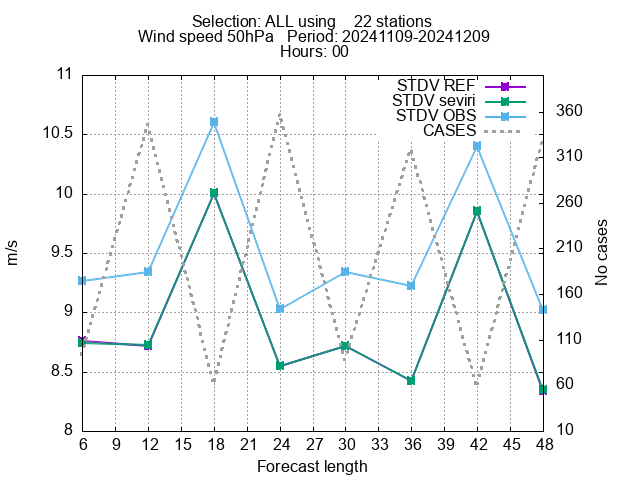 Selection: ALL using 22 stations
Wind speed 50hPa Period: 20241109-20241209
Hours: 00
STDV REF
STDV seviri
STDV OBS
CASES
11
10.5
10
9.5
9
8.5
8
m/s
360
310
260
210
160
110
60
10
No cases
6 9 12 15 18 21 24 27 30 33 36 39 42 45 48
Forecast length